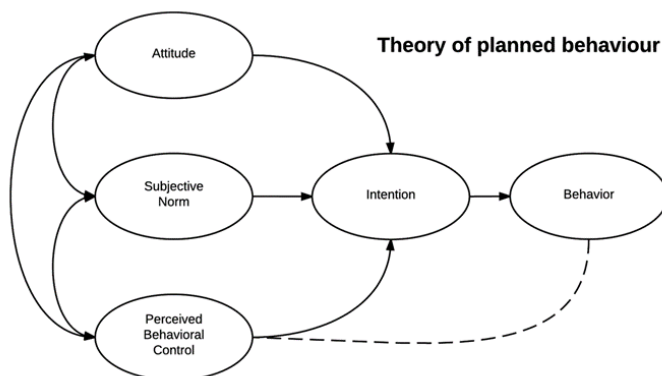 Theory of planned behaviour
Attitude
Subjective
Norm
Intention
Behavior
Perceived
Behavioral
Control